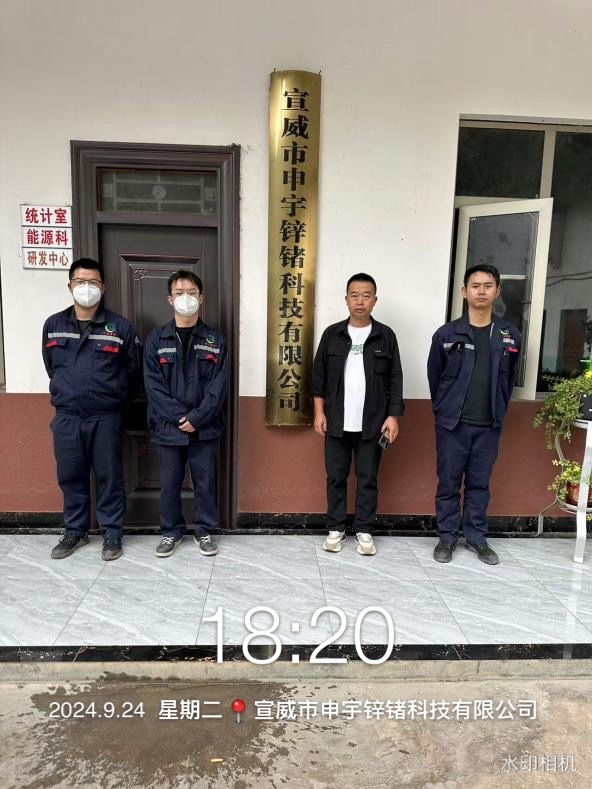 宣威市申宇锌锗科技有限公司
统计室
能源科
研发中心
18:20
2024.9.24 星期二 宣威市申宇锌锗科技有限公司
水印相机